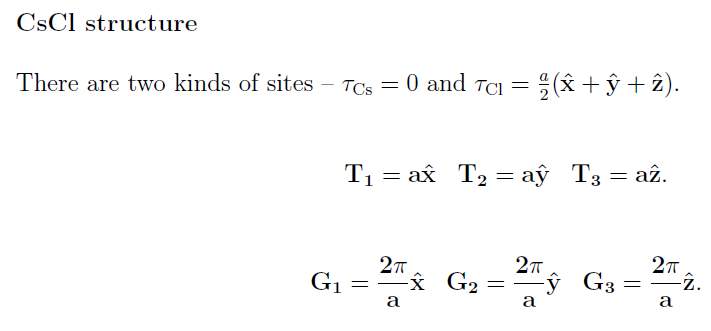 CsCl structure
There are two kinds of sites – τ_Cs = 0 and τ_Cl = a/2(x̂ + ŷ + ẑ).
T₁ = ax̂ T₂ = aŷ T₃ = aẑ.
G₁ = 2π/a x̂ G₂ = 2π/a ŷ G₃ = 2π/a ẑ.